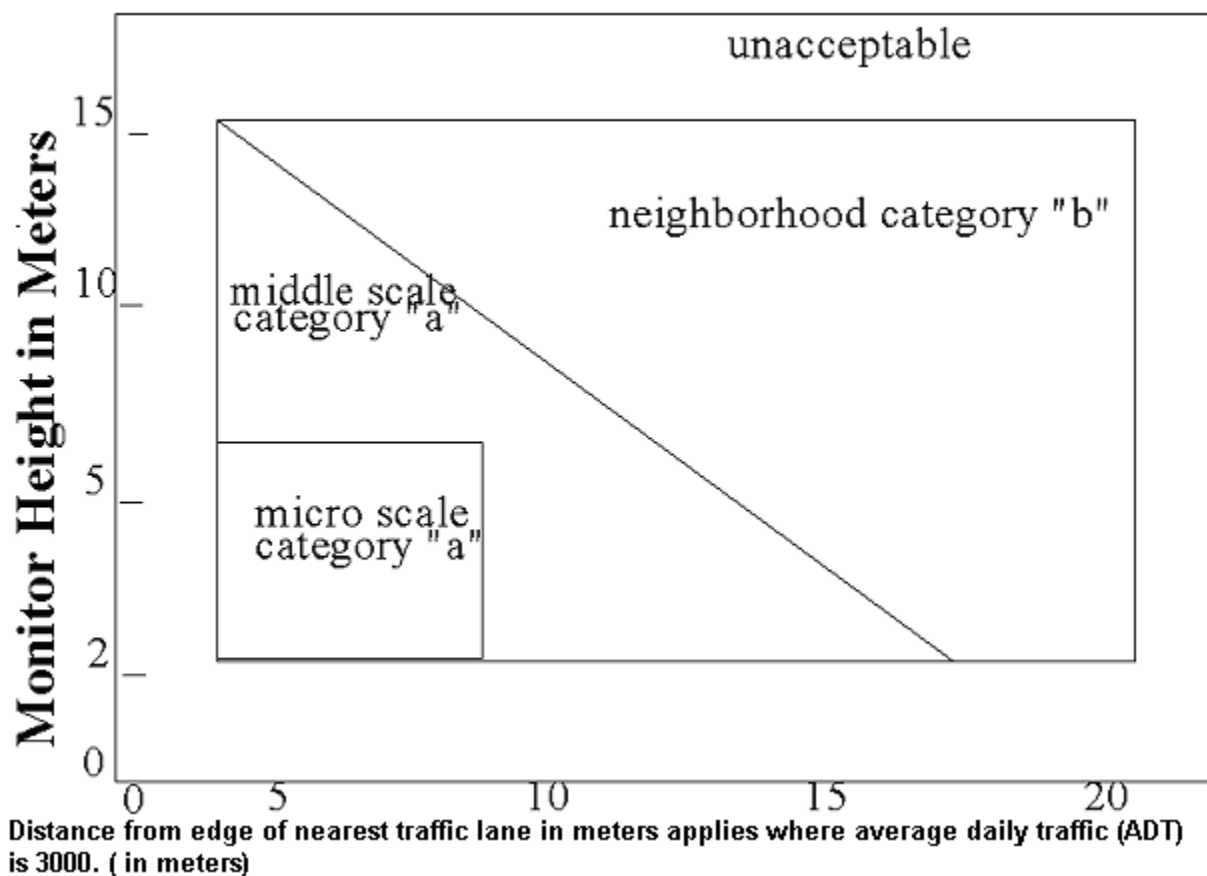 unacceptable
15
neighborhood category "b"
10
middle scale
category "a"
Monitor Height in Meters
0
5
micro scale
category "a"
2
0
0 5 10 15 20
Distance from edge of nearest traffic lane in meters applies where average daily traffic (ADT)
is 3000. ( in meters)